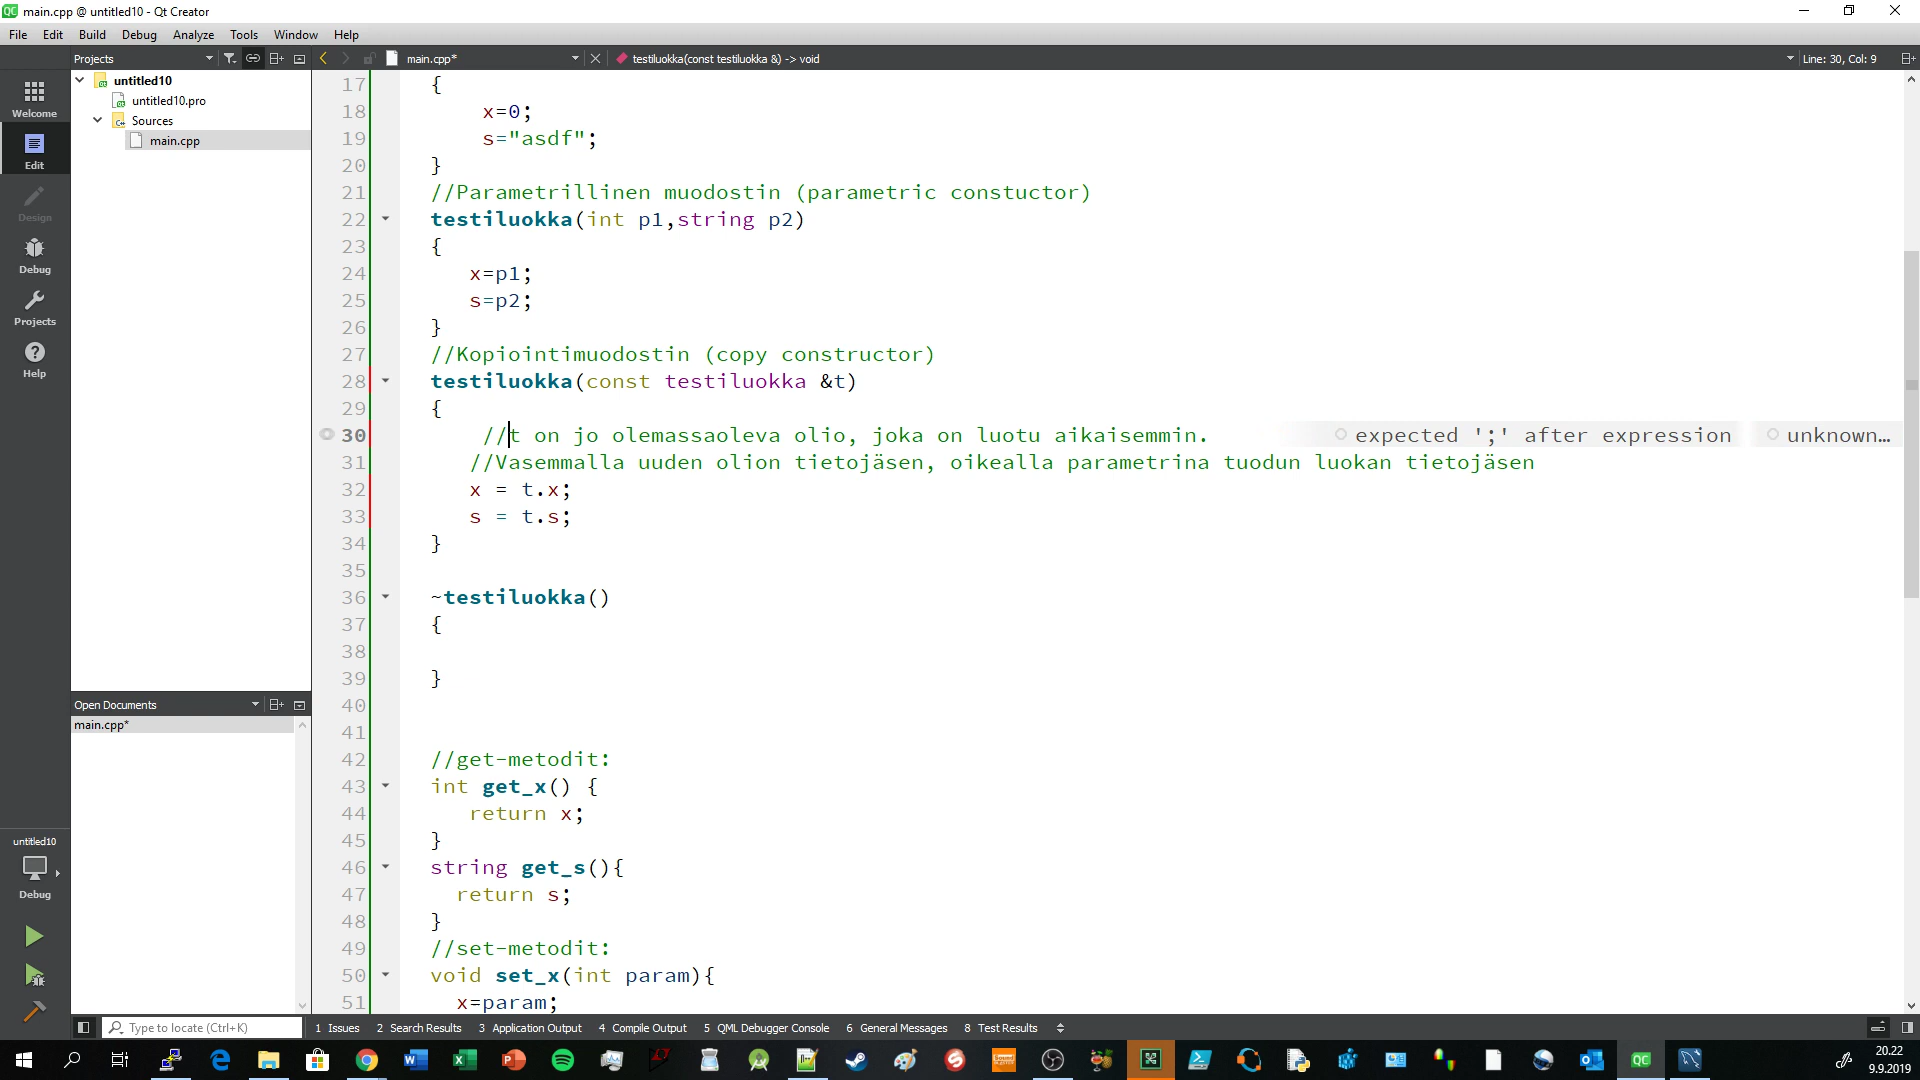 main.cpp @ untitled10 - Qt Creator
File Edit Build Debug Analyze Tools Window Help
Projects main.cpp* testiluokka(const testiluokka &) -> void Line: 30, Col: 9
untitled10
untitled10.pro
Sources
main.cpp
Welcome
Edit
Design
Debug
Projects
Help
17 {
18 x=0;
19 s="asdf";
20 }
21 //Parametrillinen muodostin (parametric constuctor)
22 testiluokka(int p1,string p2)
23 {
24 x=p1;
25 s=p2;
26 }
27 //Kopiointimuodostin (copy constructor)
28 testiluokka(const testiluokka &t)
29 {
30 //t on jo olemassaoleva olio, joka on luotu aikaisemmin. expected ';' after expression unknown…
31 //Vasemmalla uuden olion tietojäsen, oikealla parametrina tuodun luokan tietojäsen
32 x = t.x;
33 s = t.s;
34 }
35
36 ~testiluokka()
37 {
38
39 }
40
41
42 //get-metodit:
43 int get_x() {
44 return x;
45 }
46 string get_s(){
47 return s;
48 }
49 //set-metodit:
50 void set_x(int param){
51 x=param;
Open Documents
main.cpp*
untitled10
Debug
Type to locate (Ctrl+K) 1 Issues 2 Search Results 3 Application Output 4 Compile Output 5 QML Debugger Console 6 General Messages 8 Test Results
20.22
9.9.2019